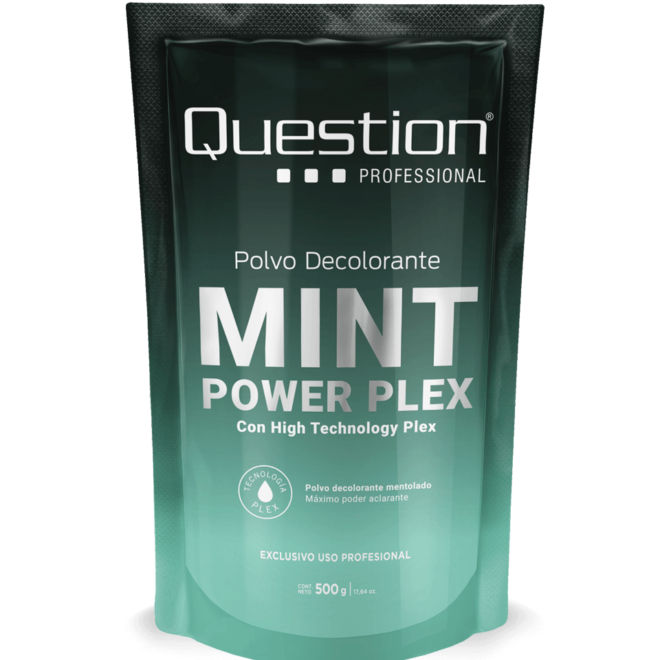 Question®
PROFESSIONAL
Polvo Decolorante
MINT
POWER PLEX
Con High Technology Plex
TECNOLOGÍA
PLEX
Polvo decolorante mentolado
Máximo poder aclarante
EXCLUSIVO USO PROFESIONAL
CONT.
NETO 500 g | 17,64 oz.